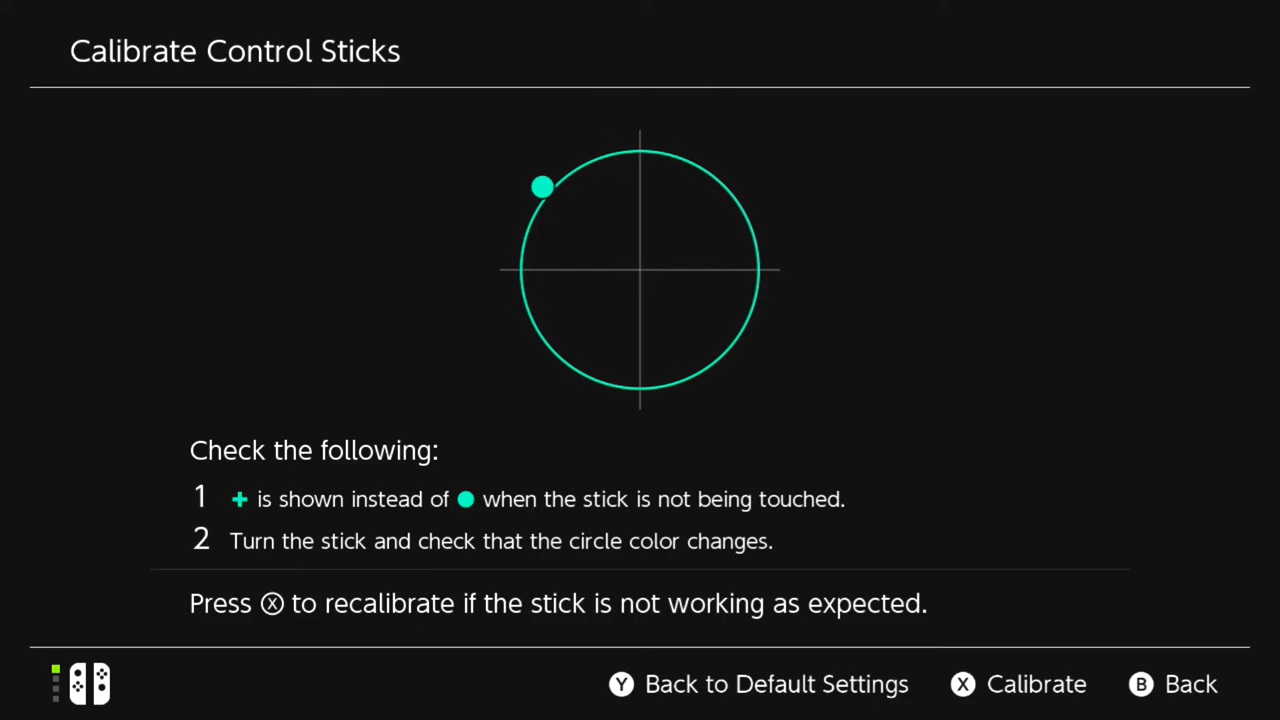 Calibrate Control Sticks
Check the following:
1 + is shown instead of ● when the stick is not being touched.
2 Turn the stick and check that the circle color changes.
Press Ⓧ to recalibrate if the stick is not working as expected.
Ⓨ Back to Default Settings Ⓧ Calibrate Ⓑ Back